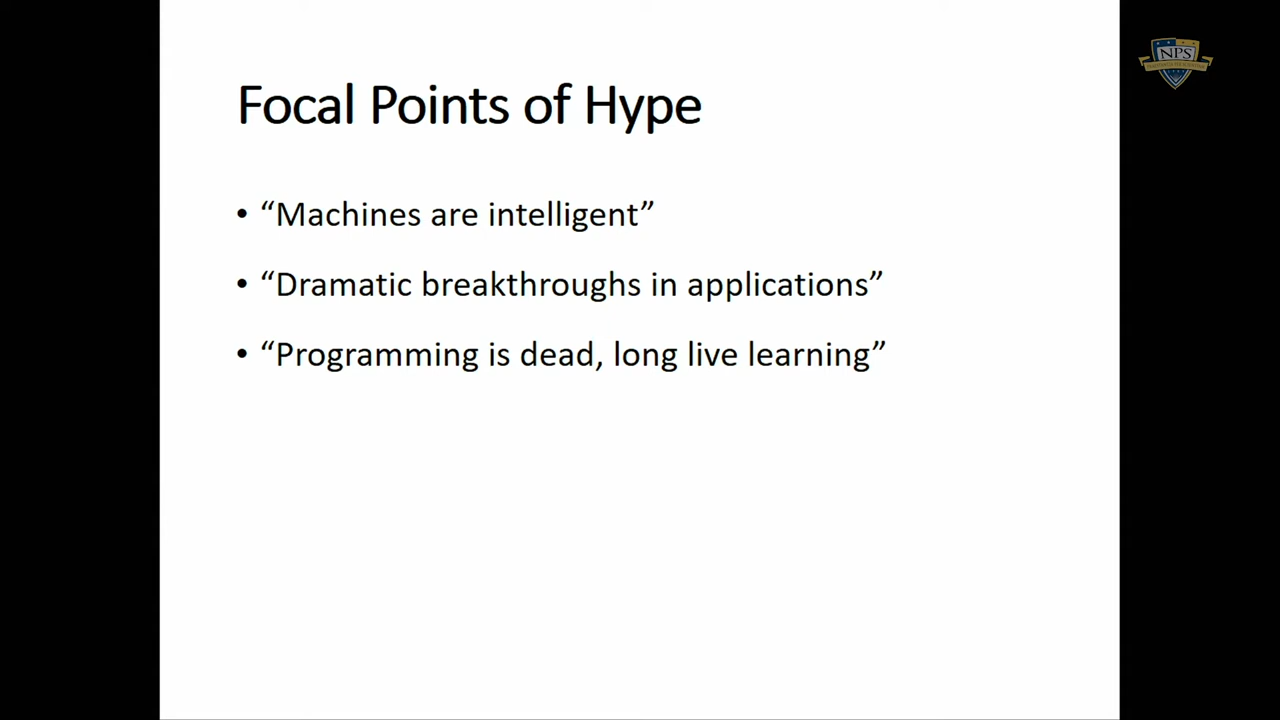 Focal Points of Hype
• “Machines are intelligent”
• “Dramatic breakthroughs in applications”
• “Programming is dead, long live learning”
NPS